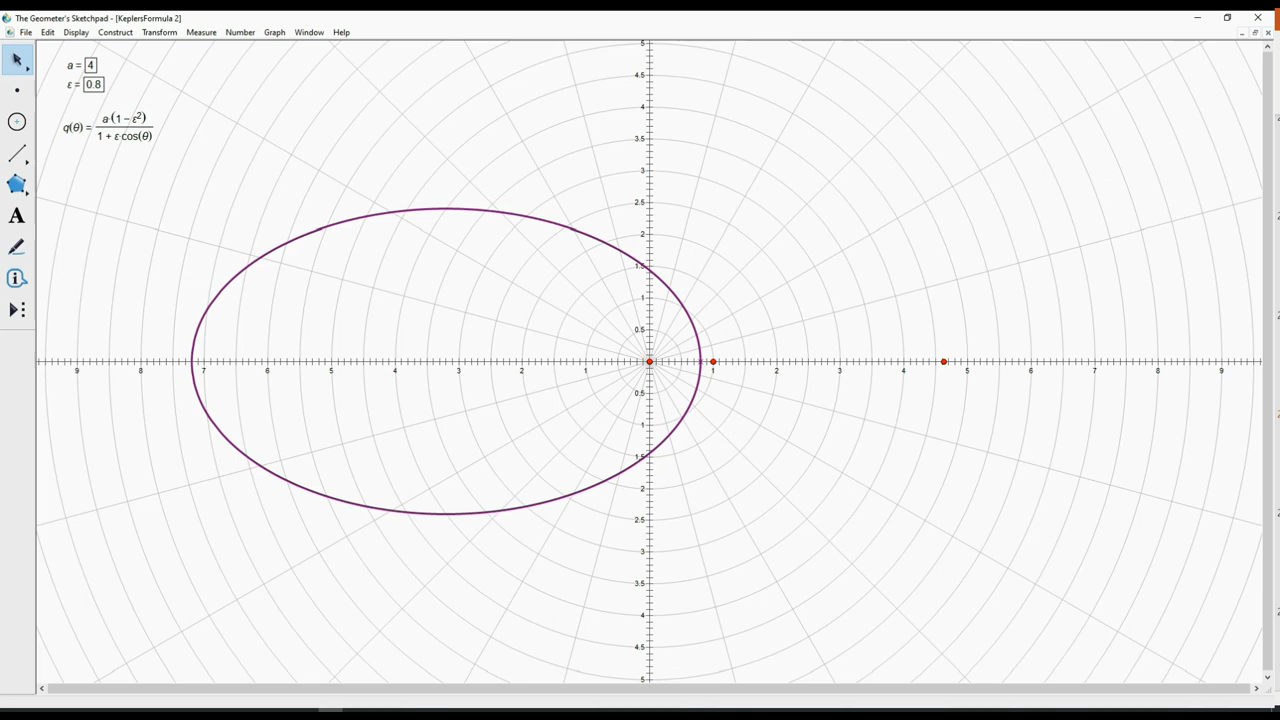 The Geometer's Sketchpad - [KeplersFormula 2]
File Edit Display Construct Transform Measure Number Graph Window Help
a = 4
ε = 0.8
q(θ) = a·(1 − ε²) / 1 + ε·cos(θ)
A
i
5
4.5
4
3.5
3
2.5
2
1.5
1
0.5
9 8 7 6 5 4 3 2 1 1 2 3 4 5 6 7 8 9
0.5
1
1.5
2
2.5
3
3.5
4
4.5
5